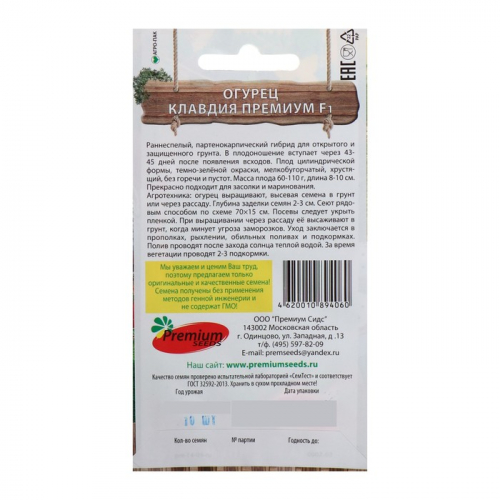 АГРО-ПАК
ЕАС
PAP
ОГУРЕЦ
КЛАВДИЯ ПРЕМИУМ F1
Раннеспелый, партенокарпический гибрид для открытого и
защищенного грунта. В плодоношение вступает через 43-
45 дней после появления всходов. Плод цилиндрической
формы, темно-зелёной окраски, мелкобугорчатый, хрустя-
щий, без горечи и пустот. Масса плода 60-110 г, длина 8-10 см.
Прекрасно подходит для засолки и маринования.
Агротехника: огурец выращивают, высевая семена в грунт
или через рассаду. Глубина заделки семян 2-3 см. Сеют рядо-
вым способом по схеме 70×15 см. Посевы следует укрыть
пленкой. При выращивании через рассаду её высаживают в
грунт, когда минует угроза заморозков. Уход заключается в
прополках, рыхлении, обильных поливах и подкормках.
Полив проводят после захода солнца теплой водой. За время
вегетации проводят 2-3 подкормки.
Мы уважаем и ценим Ваш труд,
поэтому предлагаем только
оригинальные и качественные семена!
Семена получены без применения
методов генной инженерии и
не содержат ГМО!
4620010894060
Premium
SEEDS
ООО "Премиум Сидс"
143002 Московская область
г. Одинцово, ул. Западная, д .13
т/ф. (495) 597-82-09
E-mail: premseeds@yandex.ru
Наш сайт: www.premiumseeds.ru
Качество семян проверено испытательной лабораторией «СемТест» и соответствует
ГОСТ 32592-2013. Хранить в сухом прохладном месте!
Год урожая
Дата упаковки
10 ШТ
Кол-во семян
№ партии
Годность до: